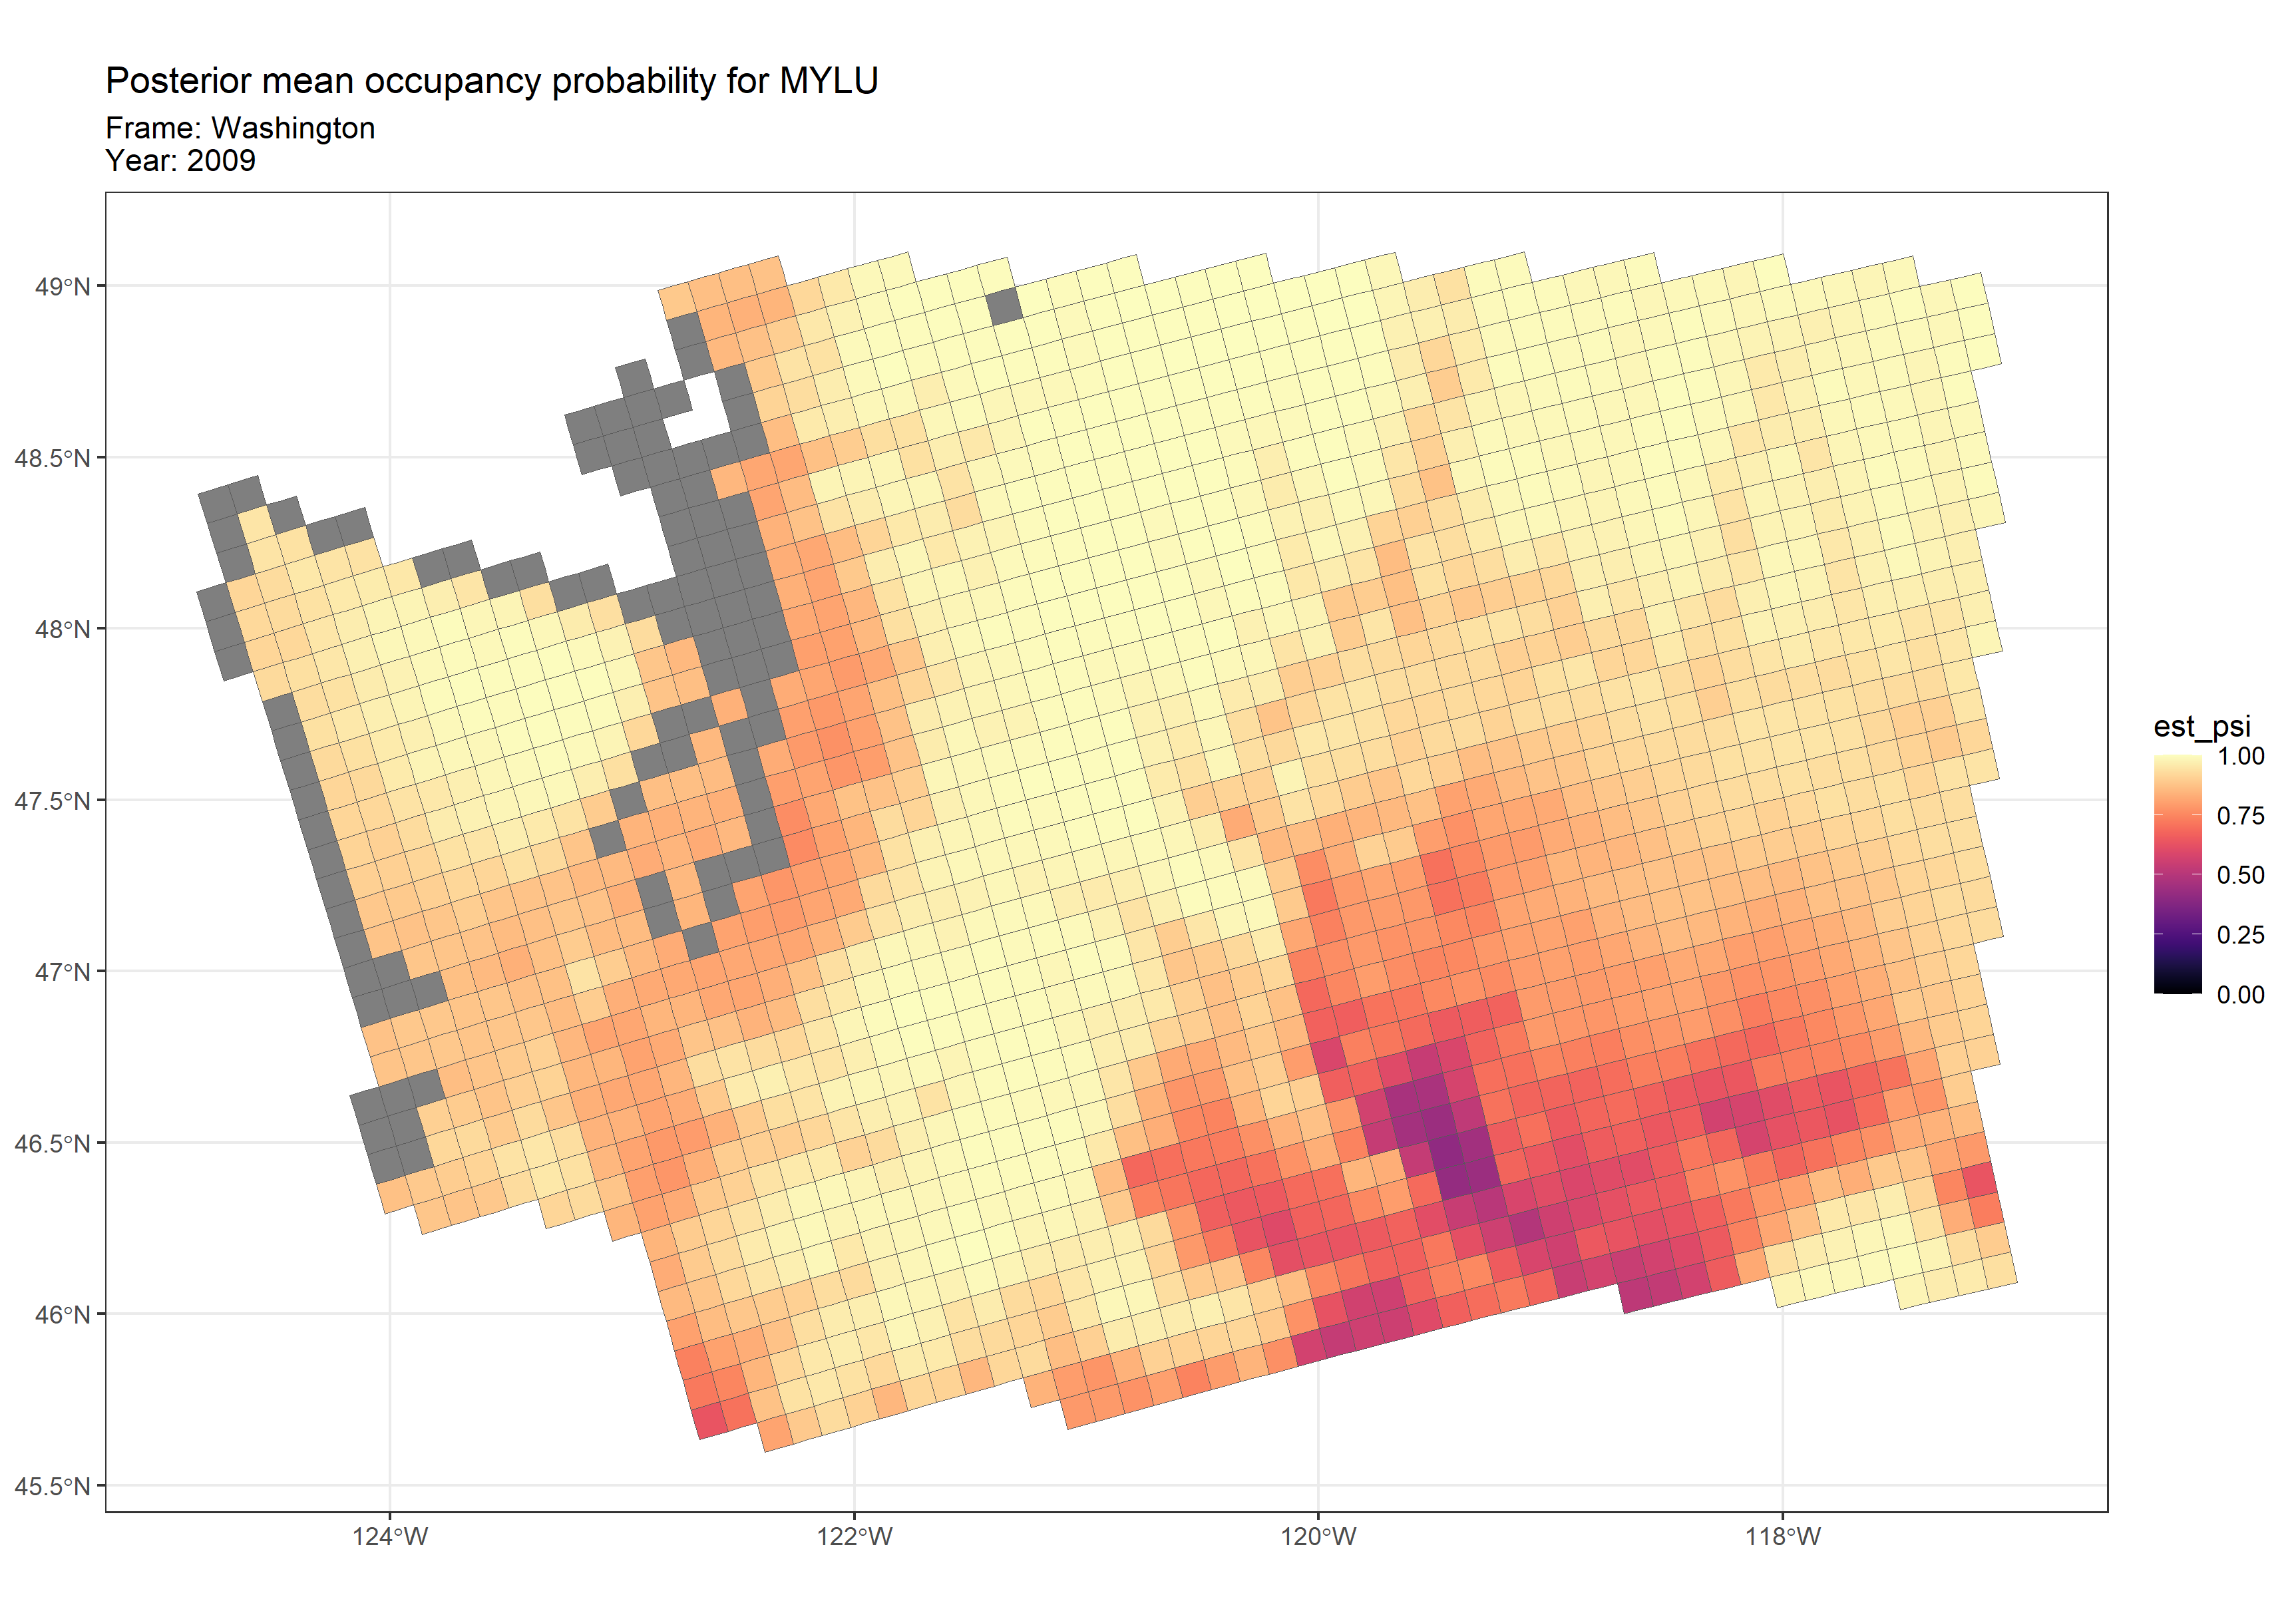 Posterior mean occupancy probability for MYLU
Frame: Washington
Year: 2009
49°N
48.5°N
48°N
47.5°N
47°N
46.5°N
46°N
45.5°N
124°W
122°W
120°W
118°W
est_psi
1.00
0.75
0.50
0.25
0.00